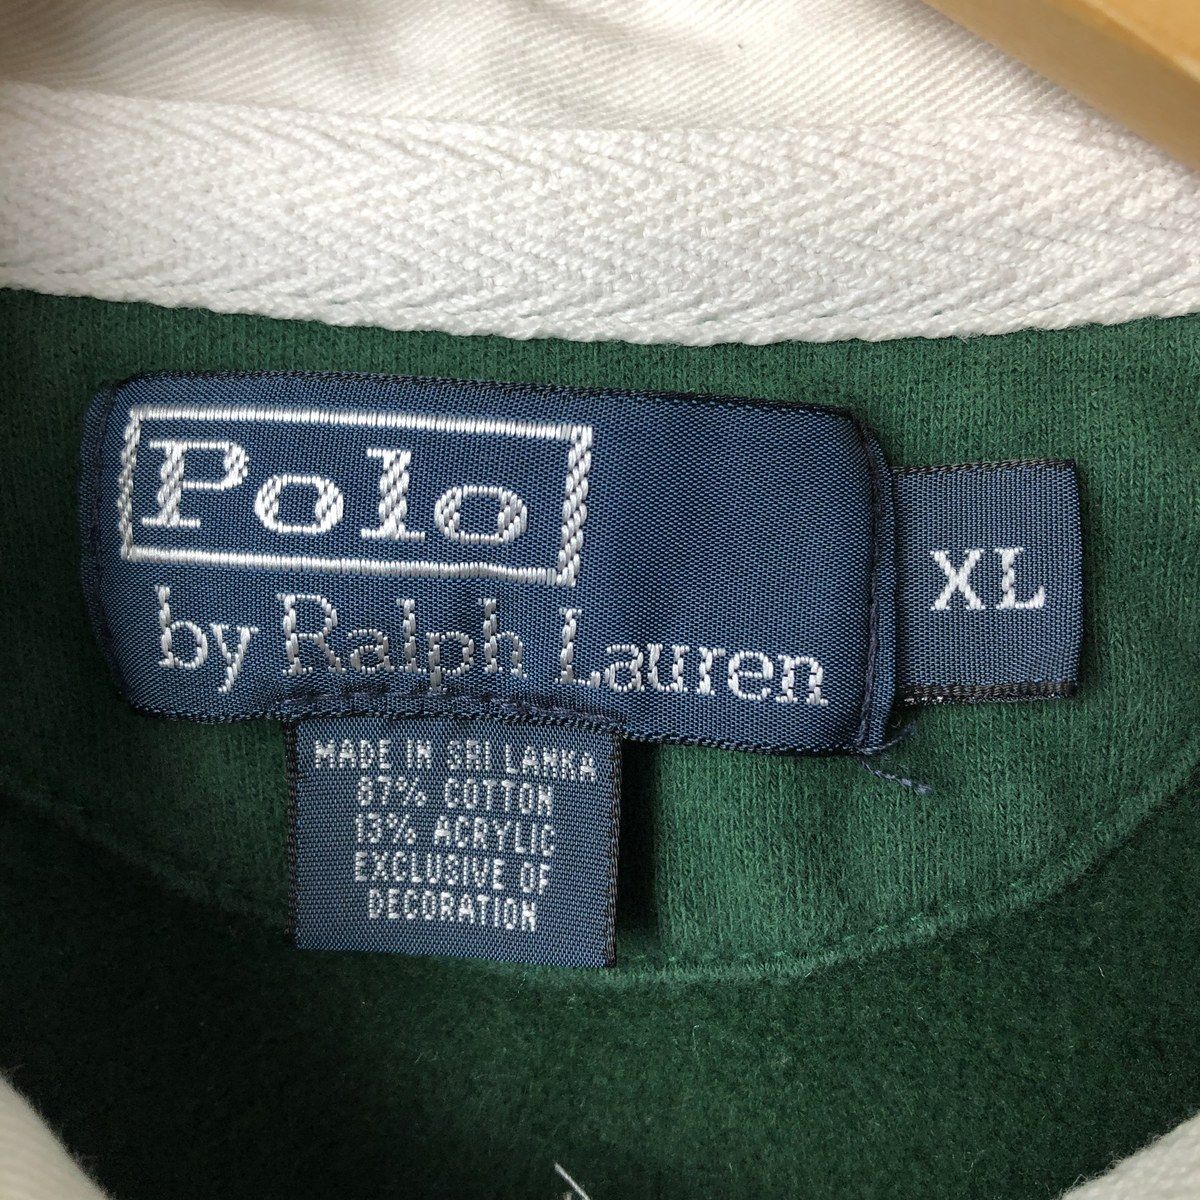 Polo
by Ralph Lauren
XL
MADE IN SRI LANKA
87% COTTON
13% ACRYLIC
EXCLUSIVE OF
DECORATION